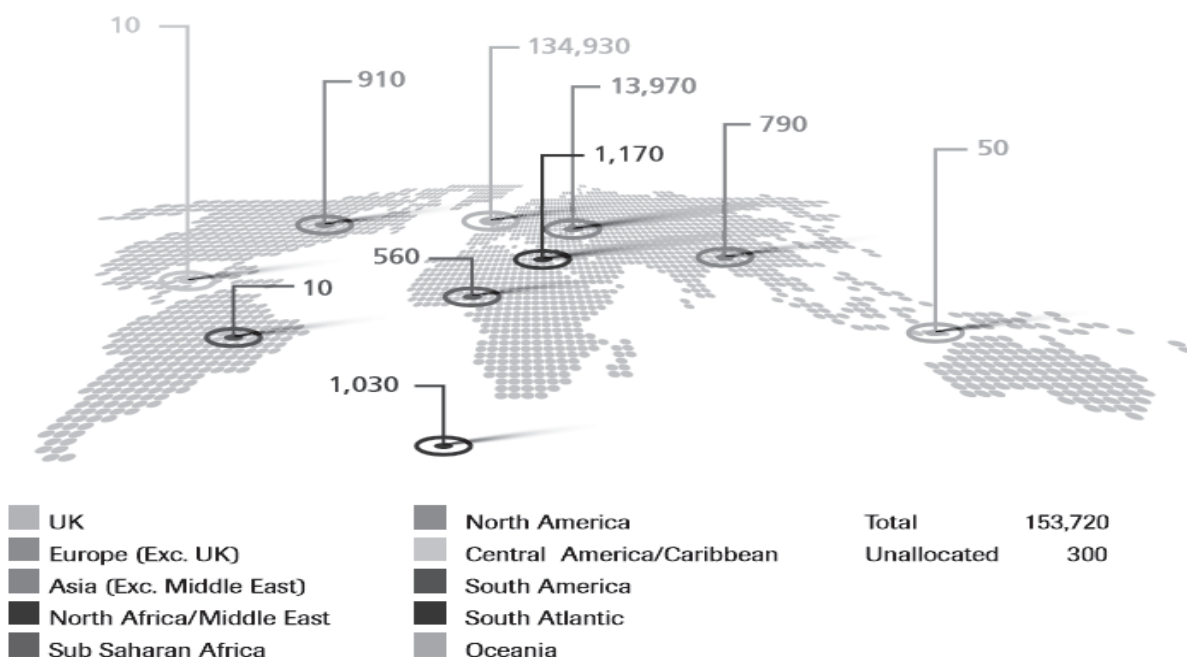 10
134,930
910
13,970
790
50
1,170
560
10
1,030
UK
Europe (Exc. UK)
Asia (Exc. Middle East)
North Africa/Middle East
Sub Saharan Africa
North America
Central America/Caribbean
South America
South Atlantic
Oceania
Total 153,720
Unallocated 300